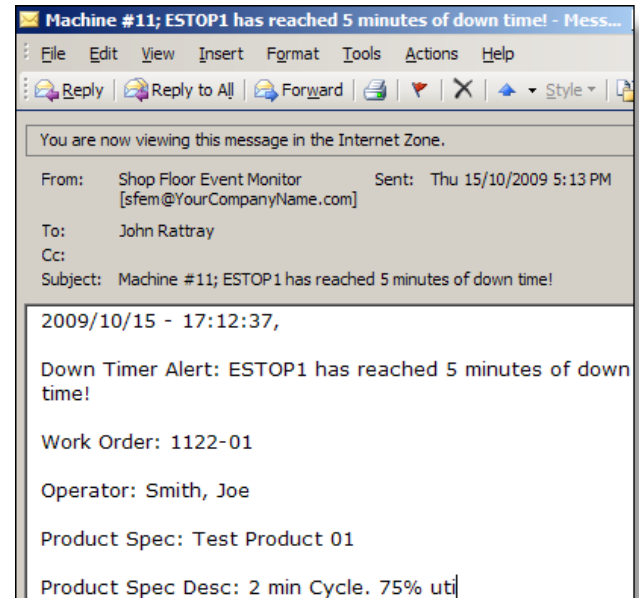 Machine #11; ESTOP1 has reached 5 minutes of down time! - Mess...
File Edit View Insert Format Tools Actions Help
Reply Reply to All Forward Style
You are now viewing this message in the Internet Zone.
From: Shop Floor Event Monitor Sent: Thu 15/10/2009 5:13 PM
[sfem@YourCompanyName.com]
To: John Rattray
Cc:
Subject: Machine #11; ESTOP1 has reached 5 minutes of down time!
2009/10/15 - 17:12:37,
Down Timer Alert: ESTOP1 has reached 5 minutes of down
time!
Work Order: 1122-01
Operator: Smith, Joe
Product Spec: Test Product 01
Product Spec Desc: 2 min Cycle. 75% uti